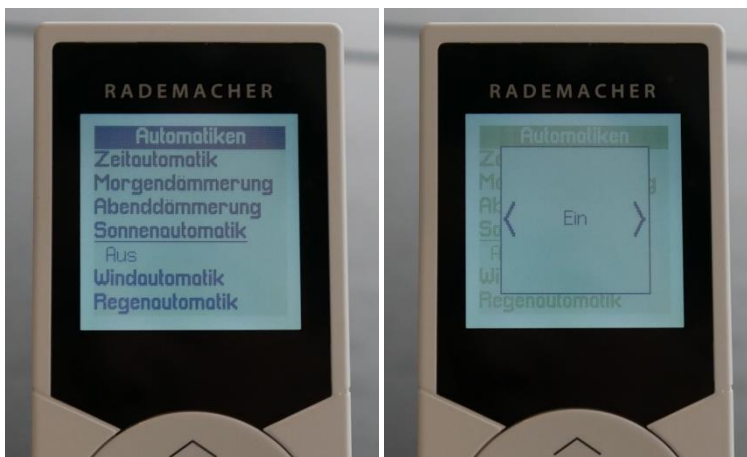 RADEMACHER
Automatiken
Zeitautomatik
Morgendämmerung
Abenddämmerung
Sonnenautomatik
Aus
Windautomatik
Regenautomatik
RADEMACHER
Automatiken
Ein
Regenautomatik